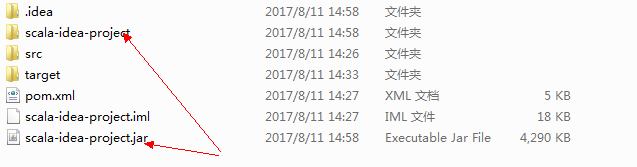 .idea 2017/8/11 14:58 文件夹
scala-idea-project 2017/8/11 14:58 文件夹
src 2017/8/11 14:26 文件夹
target 2017/8/11 14:33 文件夹
pom.xml 2017/8/11 14:27 XML 文档 5 KB
scala-idea-project.iml 2017/8/11 14:27 IML 文件 18 KB
scala-idea-project.jar 2017/8/11 14:58 Executable Jar File 4,290 KB